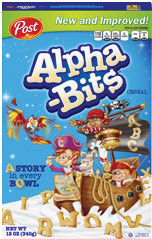 New and Improved!
Post
Alpha
-Bits
CEREAL
A STORY
in every
BOWL
NET WT
12 OZ (340g)